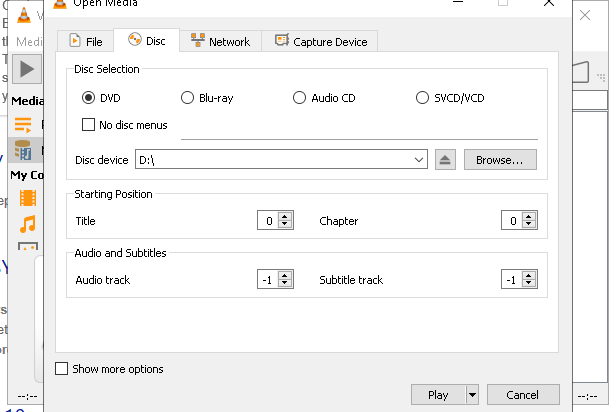 Open Media
File Disc Network Capture Device
Disc Selection
DVD Blu-ray Audio CD SVCD/VCD
No disc menus
Disc device D:\ Browse...
Starting Position
Title 0 Chapter 0
Audio and Subtitles
Audio track -1 Subtitle track -1
Show more options
Play Cancel
Medi
Media
My Co
--:-- --:--